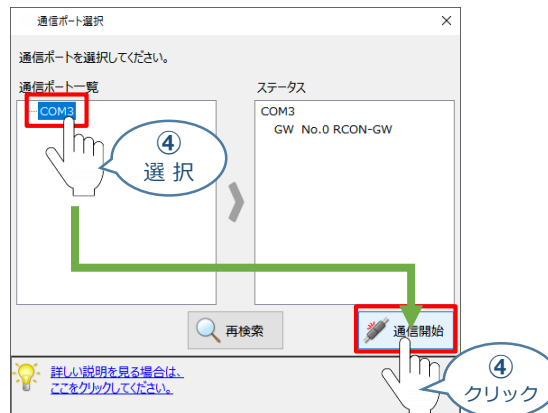 通信ポート選択
通信ポートを選択してください。
通信ポート一覧
ステータス
COM3
COM3
GW No.0 RCON-GW
④
選 択
再検索
通信開始
詳しい説明を見る場合は、
ここをクリックしてください。
④
クリック